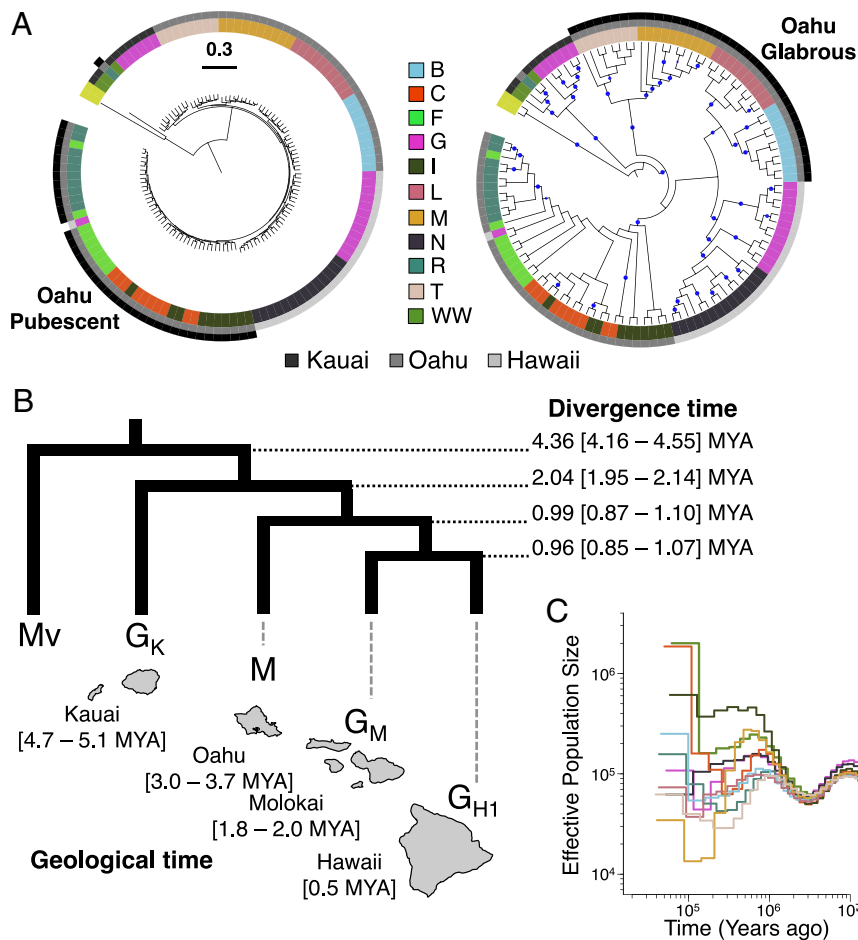 A
0.3
Oahu
Pubescent
B
C
F
G
I
L
M
N
R
T
WW
Oahu
Glabrous
Kauai
Oahu
Hawaii
B
Divergence time
4.36 [4.16 – 4.55] MYA
2.04 [1.95 – 2.14] MYA
0.99 [0.87 – 1.10] MYA
0.96 [0.85 – 1.07] MYA
Mv
GK
M
GM
GH1
Kauai
[4.7 – 5.1 MYA]
Oahu
[3.0 – 3.7 MYA]
Molokai
[1.8 – 2.0 MYA]
Hawaii
[0.5 MYA]
Geological time
C
Effective Population Size
10⁶
10⁵
10⁴
10⁵
10⁶
Time (Years ago)